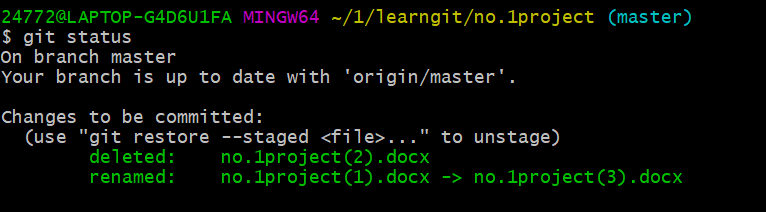 24772@LAPTOP-G4D6U1FA MINGW64 ~/1/learngit/no.1project (master)
$ git status
On branch master
Your branch is up to date with 'origin/master'.
Changes to be committed:
(use "git restore --staged <file>..." to unstage)
deleted: no.1project(2).docx
renamed: no.1project(1).docx -> no.1project(3).docx